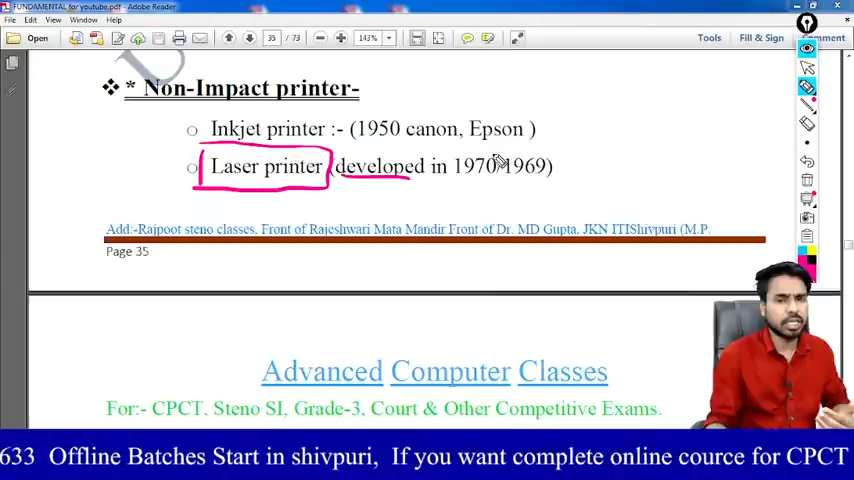 FUNDAMENTAL for youtube.pdf - Adobe Reader
File Edit View Window Help
Open 35 / 73 143% Tools Fill & Sign Comment
❖ * Non-Impact printer-
○ Inkjet printer :- (1950 canon, Epson )
○ Laser printer (developed in 1970/1969)
Add:-Rajpoot steno classes, Front of Rajeshwari Mata Mandir Front of Dr. MD Gupta, JKN ITIShivpuri (M.P.
Page 35
Advanced Computer Classes
For:- CPCT, Steno SI, Grade-3, Court & Other Competitive Exams.
633 Offline Batches Start in shivpuri, If you want complete online cource for CPCT